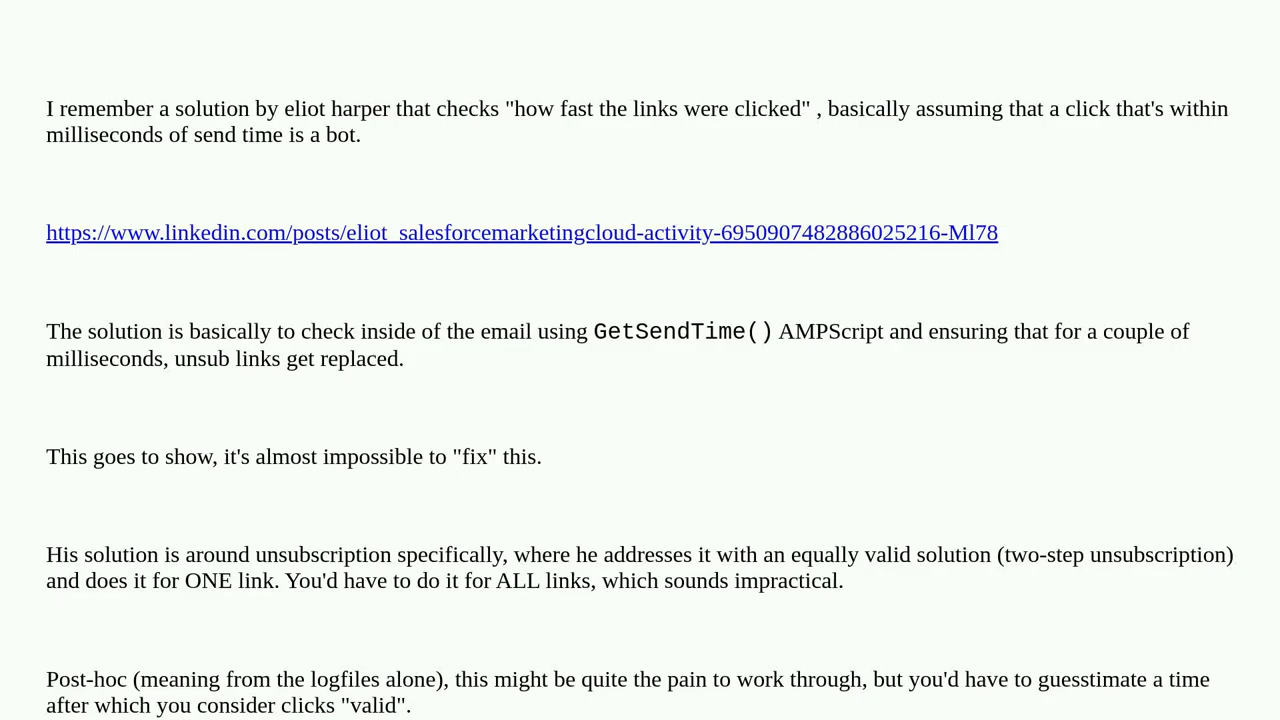 I remember a solution by eliot harper that checks "how fast the links were clicked" , basically assuming that a click that's within
milliseconds of send time is a bot.
https://www.linkedin.com/posts/eliot_salesforcemarketingcloud-activity-6950907482886025216-Ml78
The solution is basically to check inside of the email using GetSendTime() AMPScript and ensuring that for a couple of
milliseconds, unsub links get replaced.
This goes to show, it's almost impossible to "fix" this.
His solution is around unsubscription specifically, where he addresses it with an equally valid solution (two-step unsubscription)
and does it for ONE link. You'd have to do it for ALL links, which sounds impractical.
Post-hoc (meaning from the logfiles alone), this might be quite the pain to work through, but you'd have to guesstimate a time
after which you consider clicks "valid".